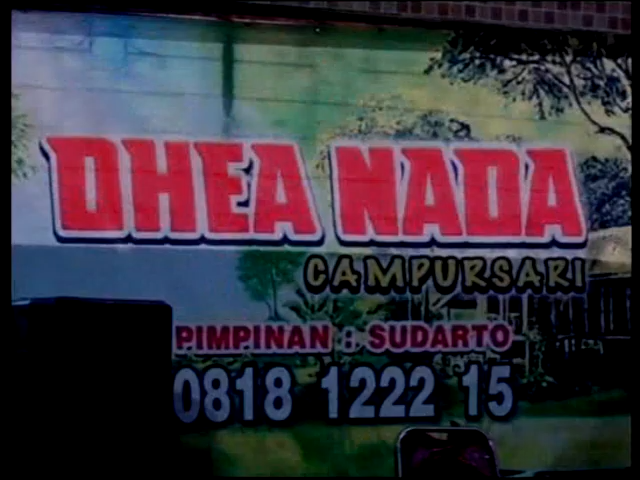 DHEA NADA
CAMPURSARI
PIMPINAN : SUDARTO
0818 1222 15